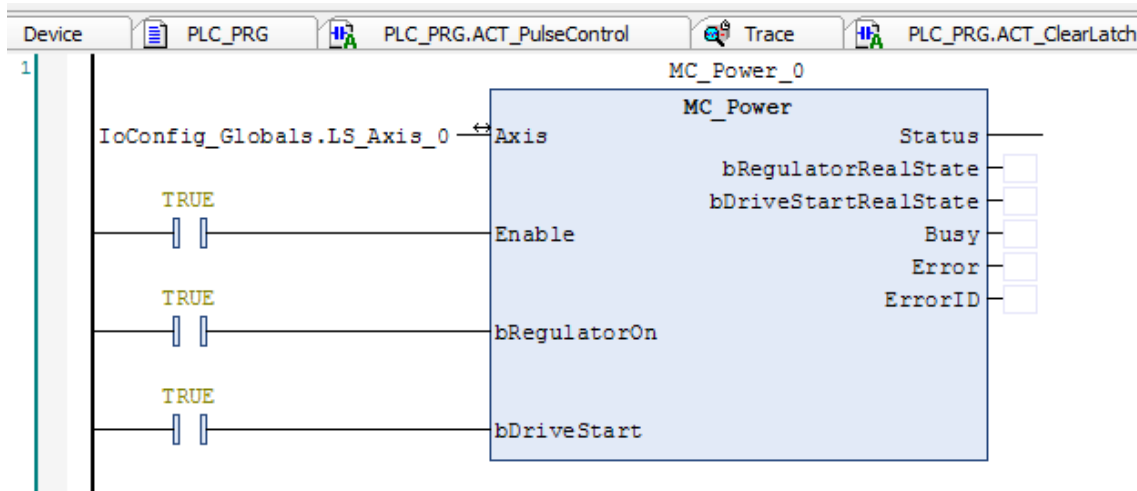 Device PLC_PRG PLC_PRG.ACT_PulseControl Trace PLC_PRG.ACT_ClearLatch
1 MC_Power_0
MC_Power
IoConfig_Globals.LS_Axis_0 Axis Status
bRegulatorRealState
TRUE bDriveStartRealState
Enable Busy
Error
TRUE ErrorID
bRegulatorOn
TRUE
bDriveStart